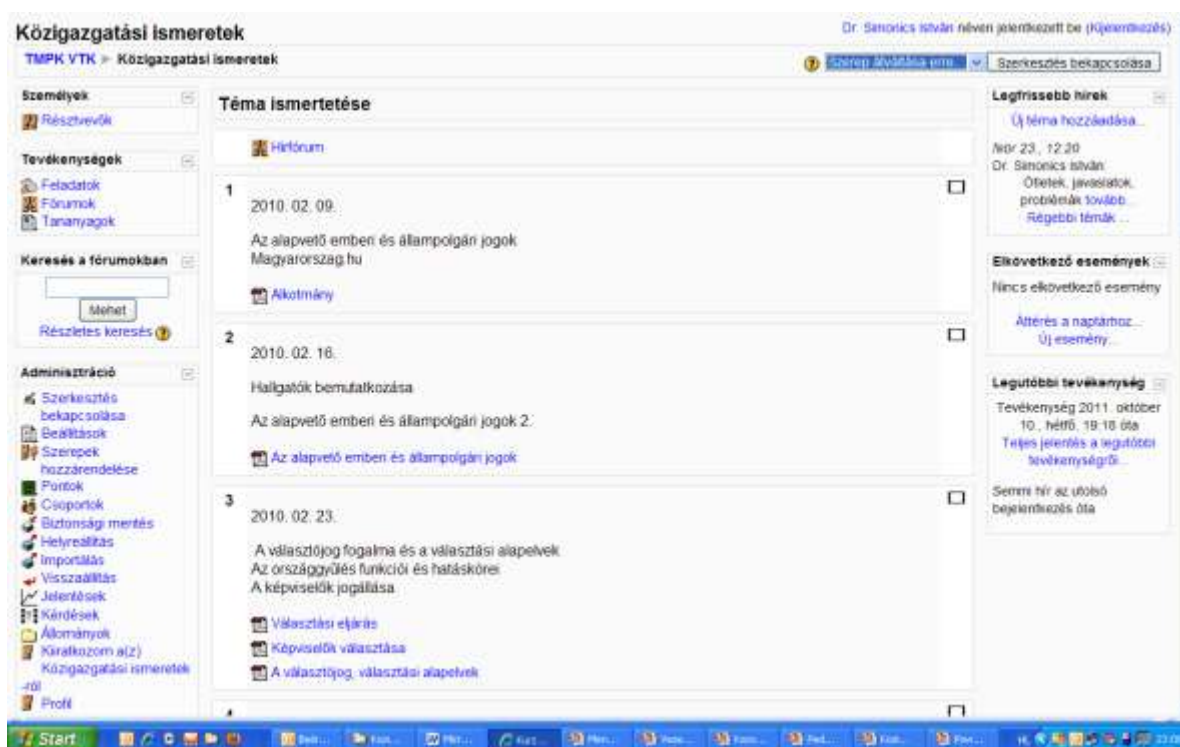 Közigazgatási ismeretek
Dr. Simonics István néven jelentkezett be (Kijelentkezés)
TMPK VTK ► Közigazgatási ismeretek
Szerkesztés bekapcsolása
Személyek
Résztvevők
Tevékenységek
Feladatok
Fórumok
Tananyagok
Keresés a fórumokban
Mehet
Részletes keresés
Adminisztráció
Szerkesztés
bekapcsolása
Beállítások
Szerepek
hozzárendelése
Pontok
Csoportok
Biztonsági mentés
Helyreállítás
Importálás
Visszaállítás
Jelentések
Kérdések
Állományok
Kiiratkozom a(z)
Közigazgatási ismeretek
-ról
Profil
Téma ismertetése
Hírfórum
1
2010. 02. 09.
Az alapvető emberi és állampolgári jogok
Magyarorszag.hu
Alkotmány
2
2010. 02. 16.
Hallgatók bemutatkozása
Az alapvető emberi és állampolgári jogok 2.
Az alapvető emberi és állampolgári jogok
3
2010. 02. 23.
A választójog fogalma és a választási alapelvek
Az országgyűlés funkciói és hatáskörei
A képviselők jogállása
Választási eljárás
Képviselők választása
A választójog, választási alapelvek
Legfrissebb hírek
Új téma hozzáadása...
Nov 23., 12:20
Dr. Simonics István
Ötletek, javaslatok,
problémák tovább...
Régebbi témák ...
Elkövetkező események
Nincs elkövetkező esemény
Áttérés a naptárhoz...
Új esemény...
Legutóbbi tevékenység
Tevékenység 2011. október
10., hétfő, 19:18 óta
Teljes jelentés a legutóbbi
tevékenységről...
Semmi hír az utolsó
bejelentkezés óta
Start